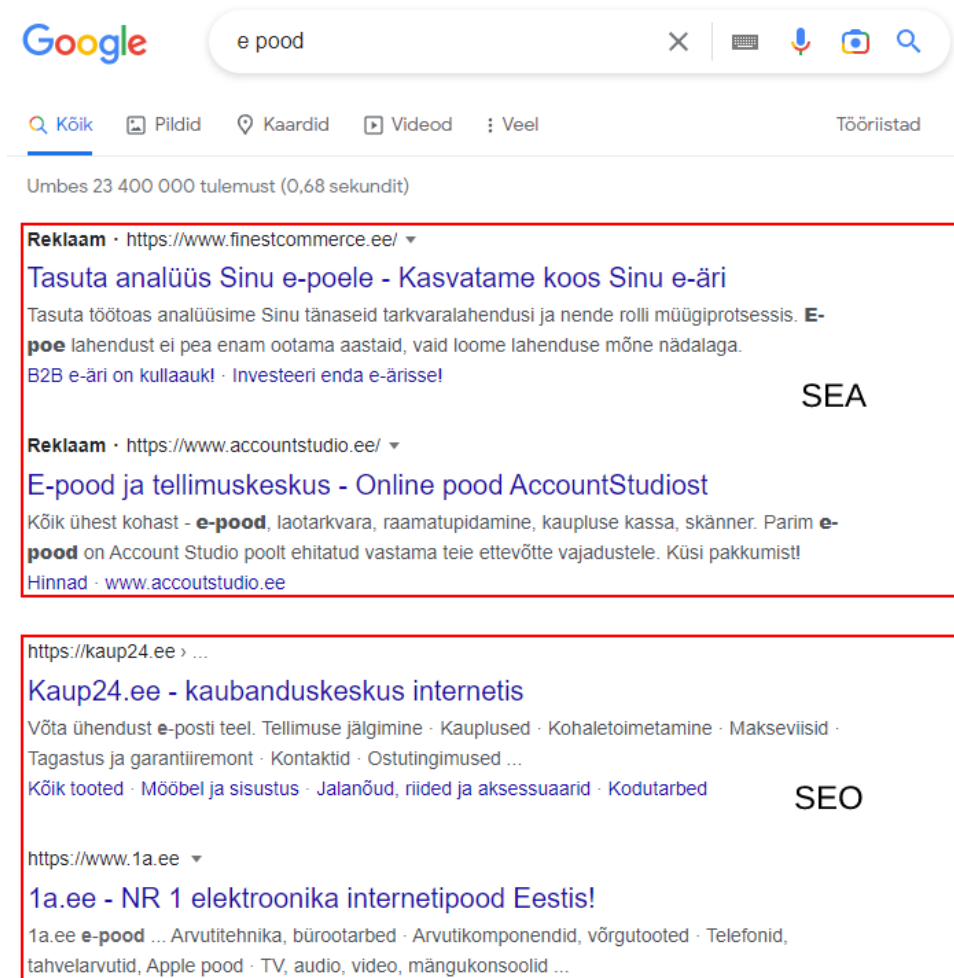 Google
e pood
Kõik Pildid Kaardid Videod Veel Tööriistad
Umbes 23 400 000 tulemust (0,68 sekundit)
Reklaam · https://www.finestcommerce.ee/
Tasuta analüüs Sinu e-poele - Kasvatame koos Sinu e-äri
Tasuta töötoas analüüsime Sinu tänaseid tarkvaralahendusi ja nende rolli müügiprotsessis. E-
poe lahendust ei pea enam ootama aastaid, vaid loome lahenduse mõne nädalaga.
B2B e-äri on kullaauk! · Investeeri enda e-ärisse!
SEA
Reklaam · https://www.accountstudio.ee/
E-pood ja tellimuskeskus - Online pood AccountStudiost
Kõik ühest kohast - e-pood, laotarkvara, raamatupidamine, kaupluse kassa, skänner. Parim e-
pood on Account Studio poolt ehitatud vastama teie ettevõtte vajadustele. Küsi pakkumist!
Hinnad · www.accoutstudio.ee
https://kaup24.ee › ...
Kaup24.ee - kaubanduskeskus internetis
Võta ühendust e-posti teel. Tellimuse jälgimine · Kauplused · Kohaletoimetamine · Makseviisid ·
Tagastus ja garantiiremont · Kontaktid · Ostutingimused ...
Kõik tooted · Mööbel ja sisustus · Jalanõud, riided ja aksessuaarid · Kodutarbed
SEO
https://www.1a.ee
1a.ee - NR 1 elektroonika internetipood Eestis!
1a.ee e-pood ... Arvutitehnika, bürootarbed · Arvutikomponendid, võrgutooted · Telefonid,
tahvelarvutid, Apple pood · TV, audio, video, mängukonsoolid ...